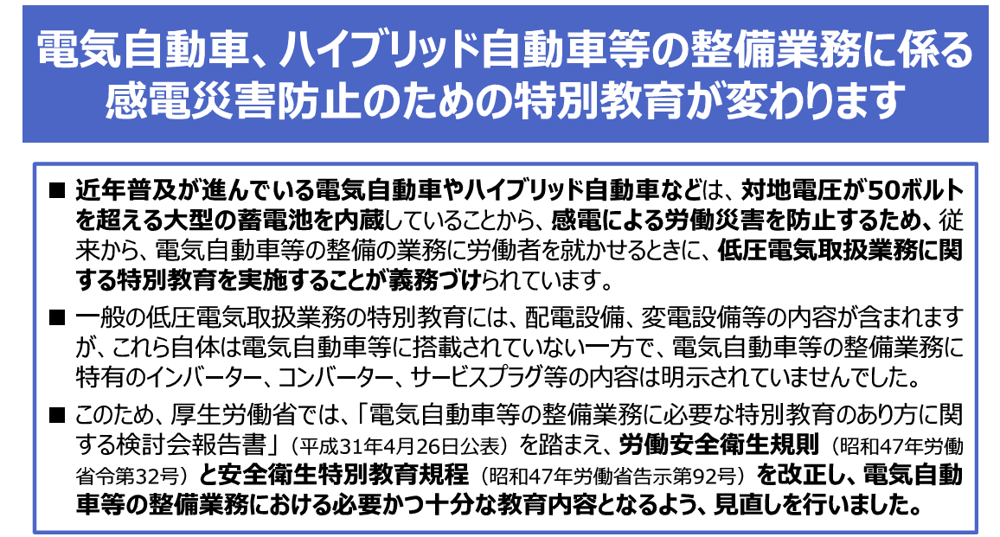 電気自動車、ハイブリッド自動車等の整備業務に係る
感電災害防止のための特別教育が変わります
■ 近年普及が進んでいる電気自動車やハイブリッド自動車などは、対地電圧が50ボルト
を超える大型の蓄電池を内蔵していることから、感電による労働災害を防止するため、従
来から、電気自動車等の整備の業務に労働者を就かせるときに、低圧電気取扱業務に関
する特別教育を実施することが義務づけられています。
■ 一般の低圧電気取扱業務の特別教育には、配電設備、変電設備等の内容が含まれます
が、これら自体は電気自動車等に搭載されていない一方で、電気自動車等の整備業務に
特有のインバーター、コンバーター、サービスプラグ等の内容は明示されていませんでした。
■ このため、厚生労働省では、「電気自動車等の整備業務に必要な特別教育のあり方に関
する検討会報告書」（平成31年4月26日公表）を踏まえ、労働安全衛生規則（昭和47年労働
省令第32号）と安全衛生特別教育規程（昭和47年労働省告示第92号）を改正し、電気自動
車等の整備業務における必要かつ十分な教育内容となるよう、見直しを行いました。